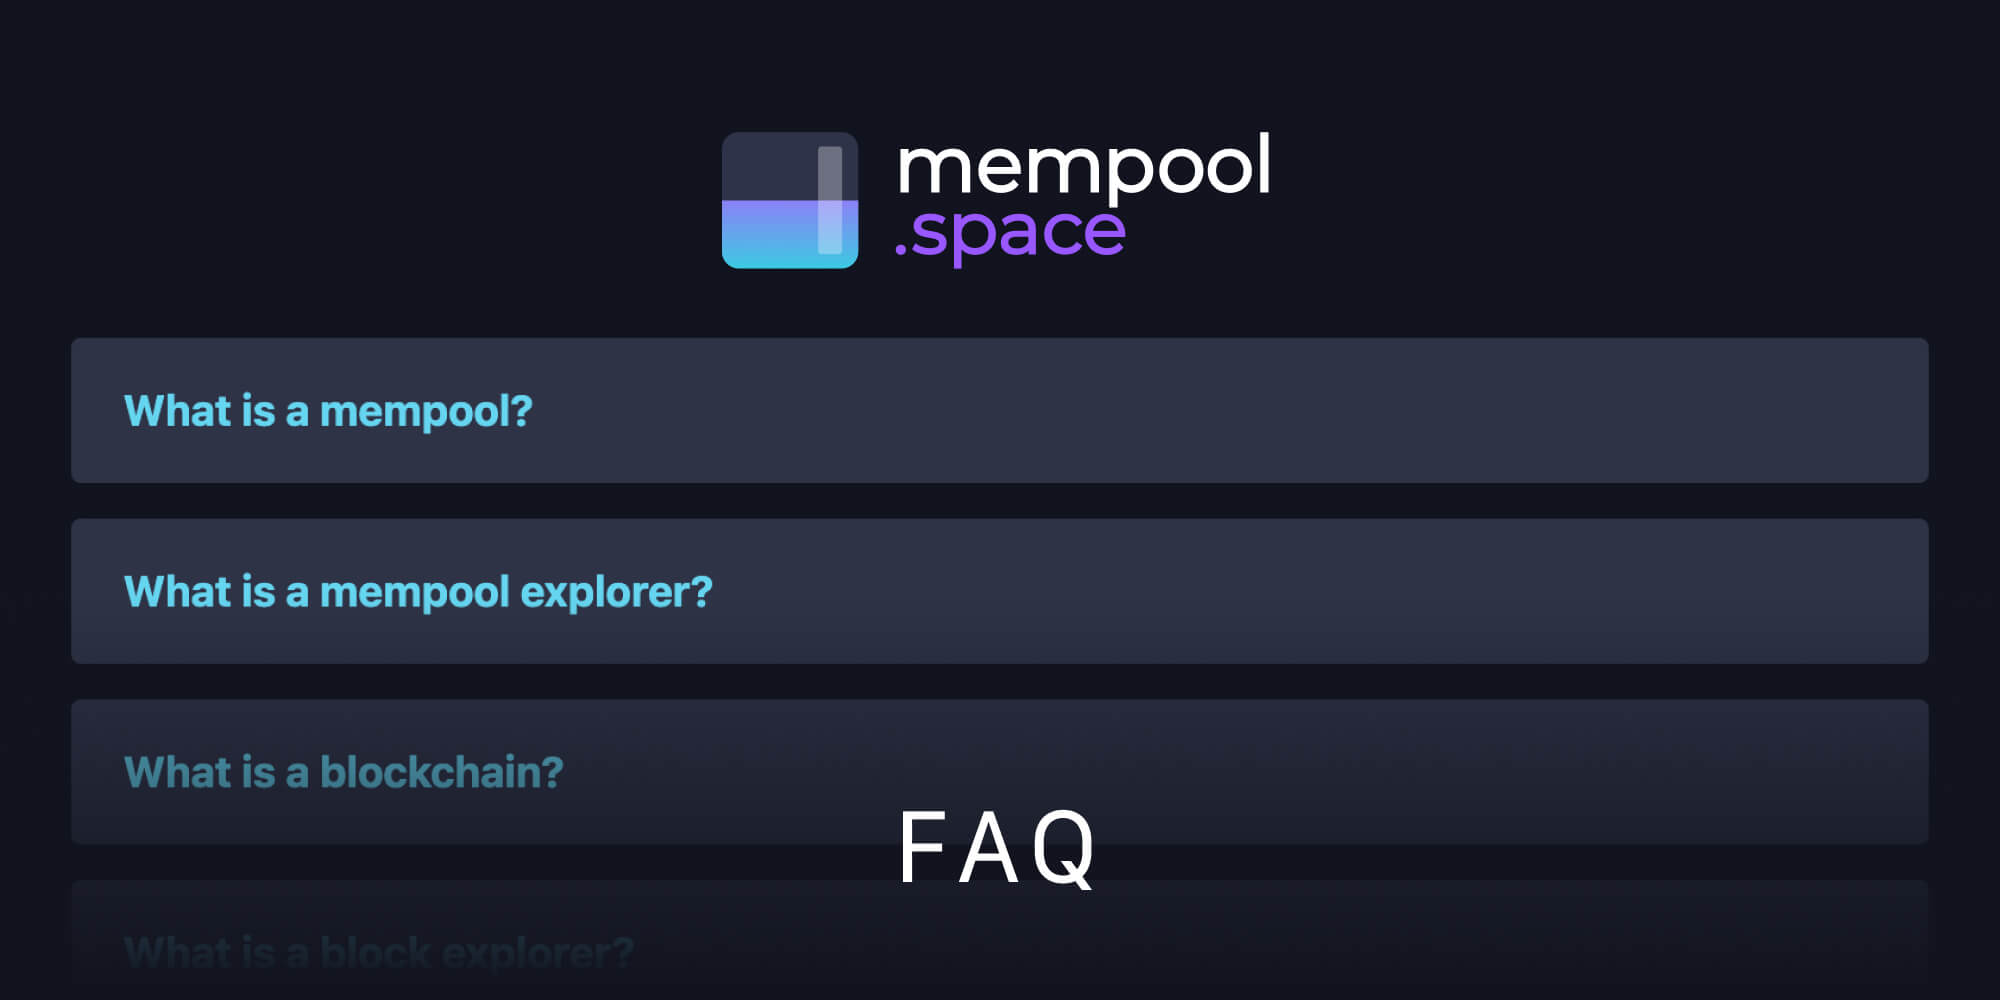 mempool
.space
What is a mempool?
What is a mempool explorer?
What is a blockchain?
FAQ
What is a block explorer?